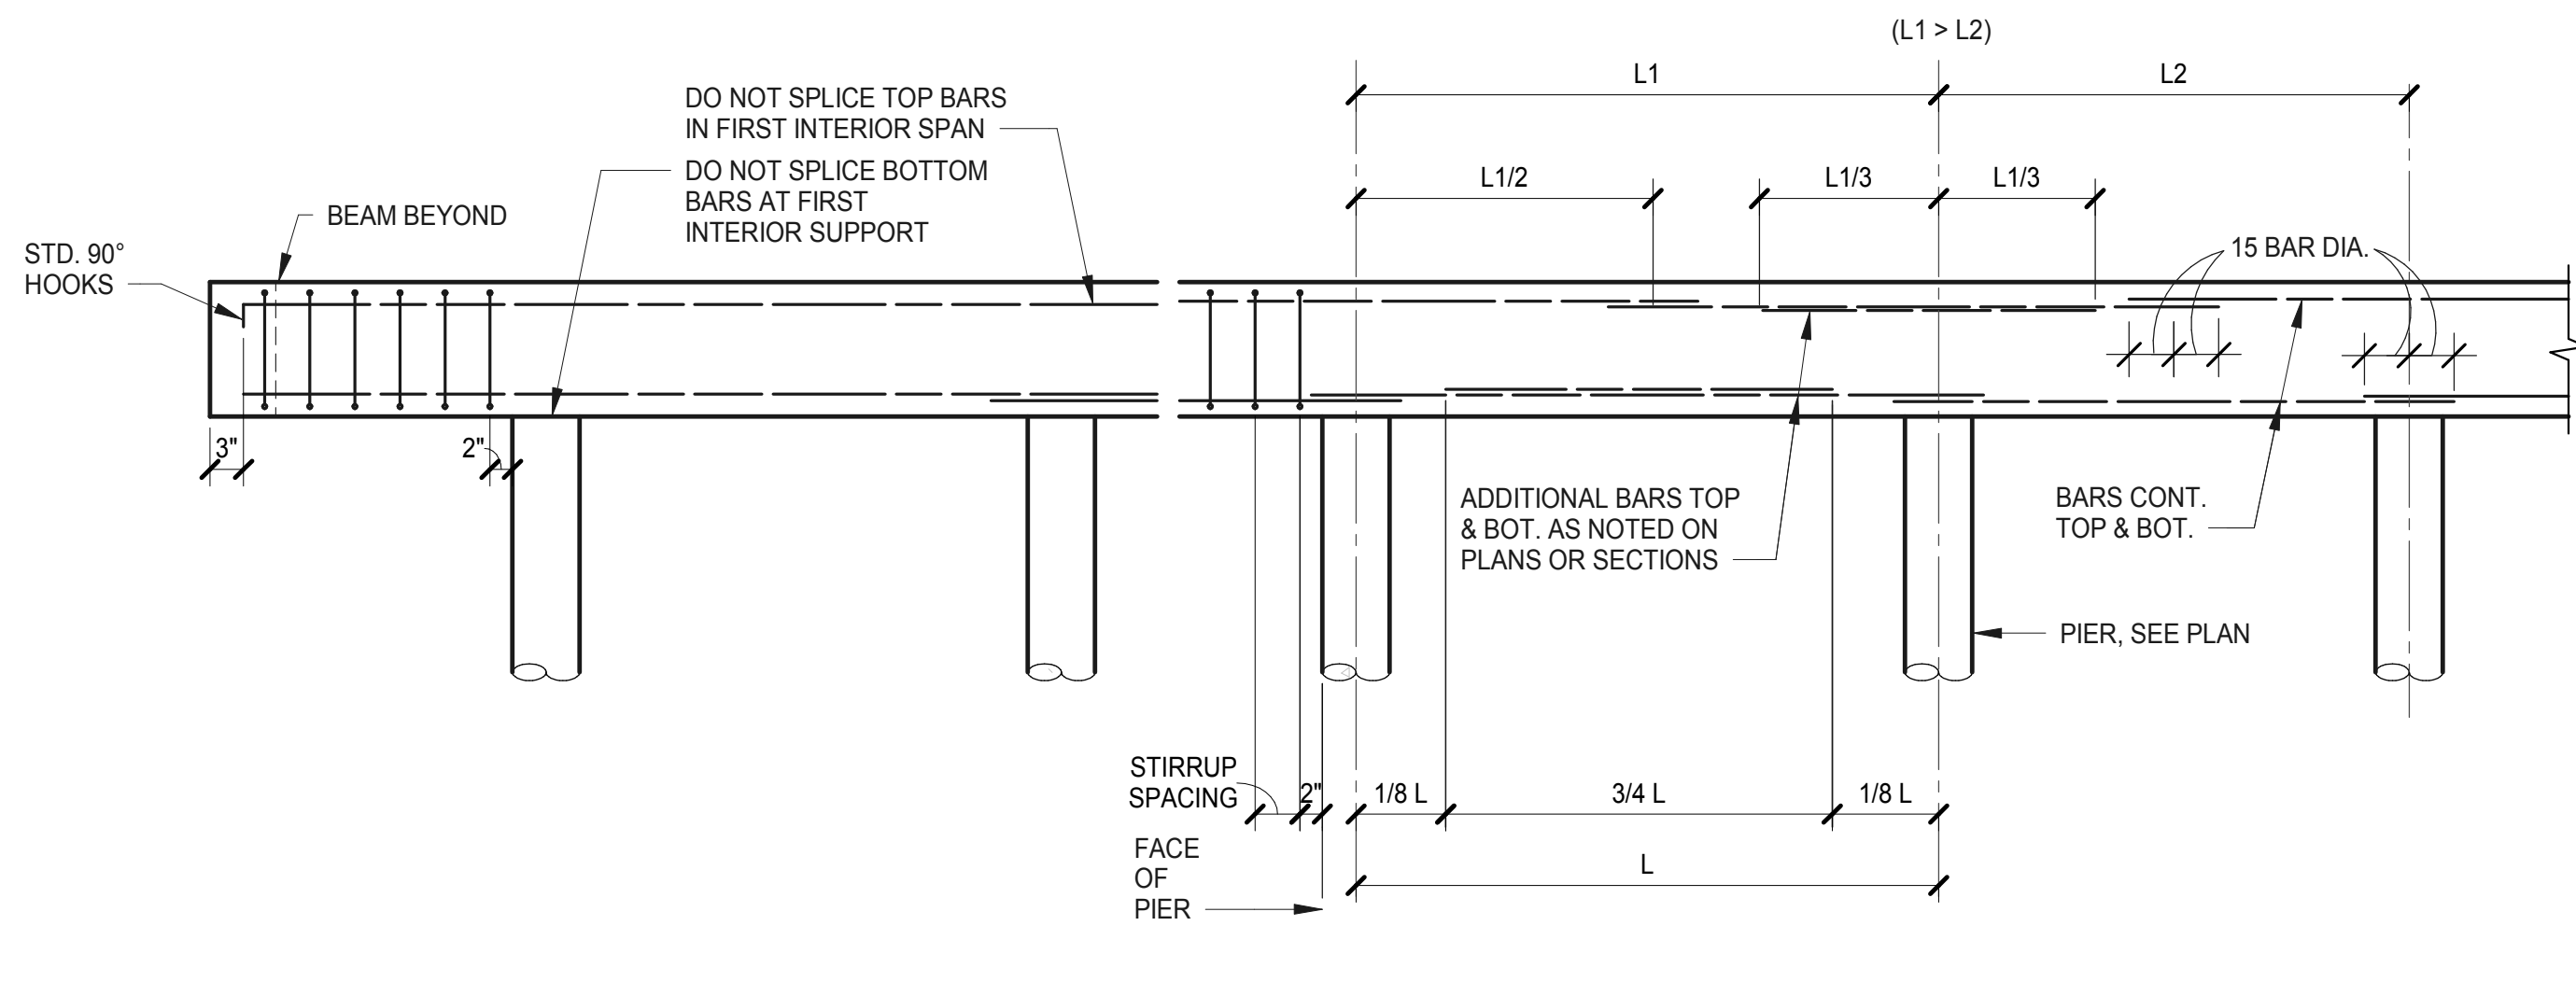 (L1 > L2)
L1
L2
DO NOT SPLICE TOP BARS
IN FIRST INTERIOR SPAN
DO NOT SPLICE BOTTOM
BARS AT FIRST
INTERIOR SUPPORT
L1/2
L1/3
L1/3
BEAM BEYOND
STD. 90°
HOOKS
15 BAR DIA.
3"
2"
ADDITIONAL BARS TOP
& BOT. AS NOTED ON
PLANS OR SECTIONS
BARS CONT.
TOP & BOT.
PIER, SEE PLAN
STIRRUP
SPACING
2"
1/8 L
3/4 L
1/8 L
FACE
OF
PIER
L